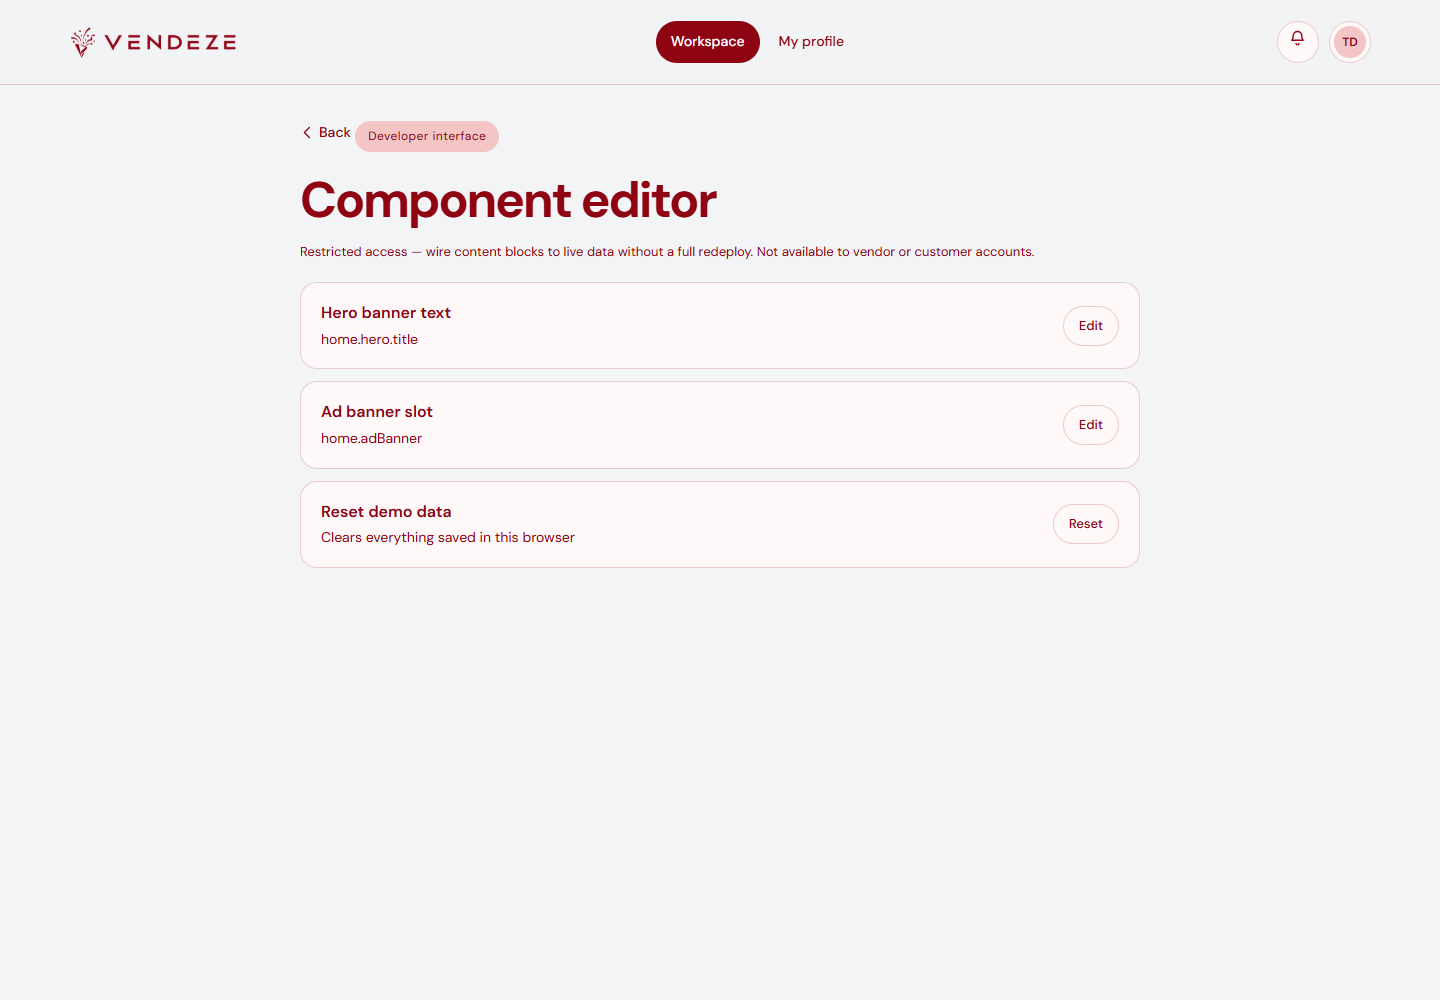 VENDEZE
Workspace
My profile
TD
Back
Developer interface
Component editor
Restricted access — wire content blocks to live data without a full redeploy. Not available to vendor or customer accounts.
Hero banner text
home.hero.title
Edit
Ad banner slot
home.adBanner
Edit
Reset demo data
Clears everything saved in this browser
Reset